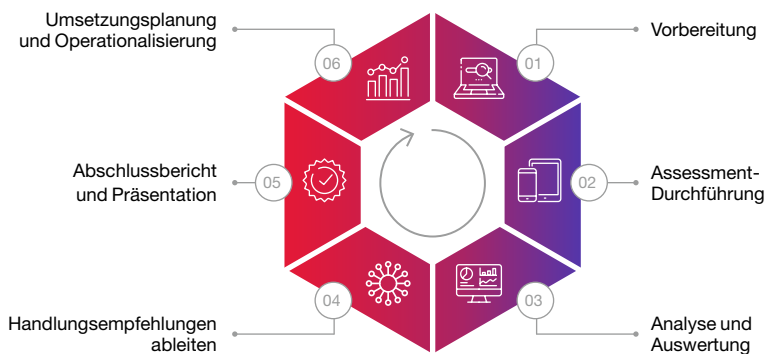 Umsetzungsplanung
und Operationalisierung
06
01
Vorbereitung
Abschlussbericht
und Präsentation
05
02
Assessment-
Durchführung
Handlungsempfehlungen
ableiten
04
03
Analyse und
Auswertung